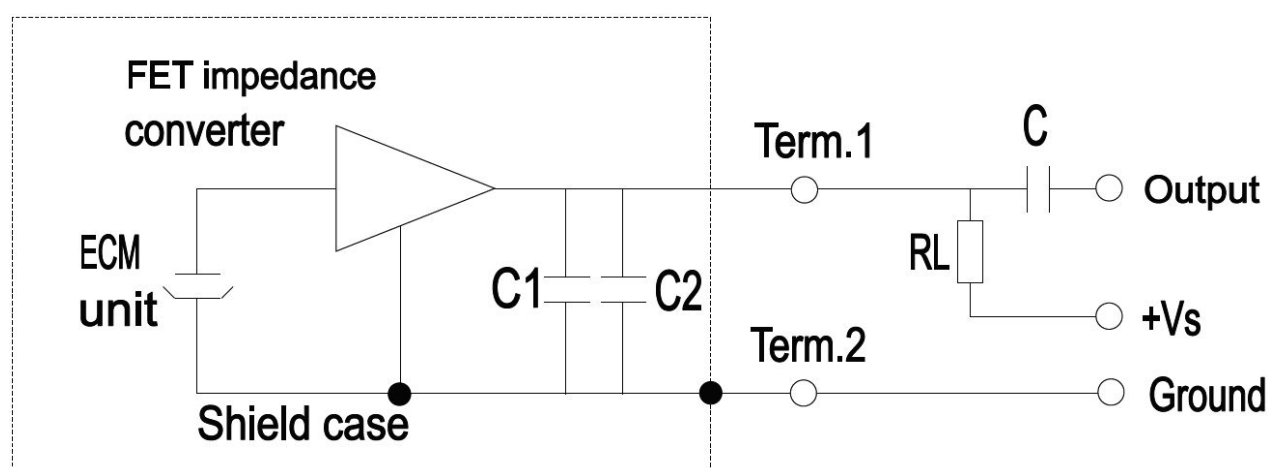 FET impedance
converter
Term.1
C
Output
ECM
unit
C1
C2
RL
+Vs
Term.2
Shield case
Ground